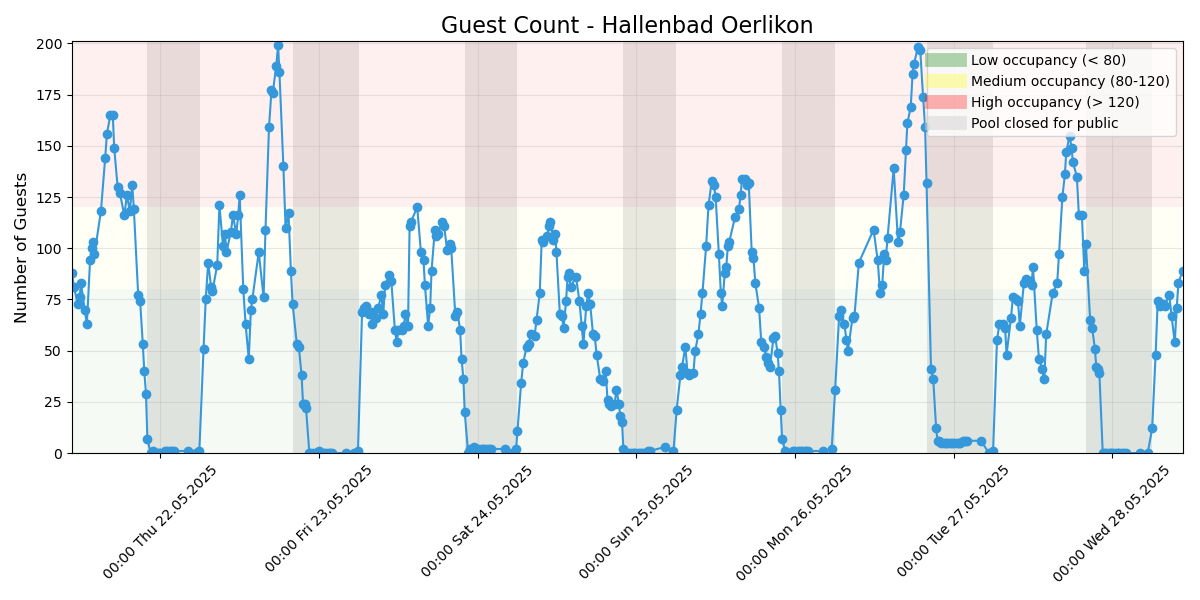 Guest Count - Hallenbad Oerlikon
Number of Guests
200
175
150
125
100
75
50
25
0
Low occupancy (< 80)
Medium occupancy (80-120)
High occupancy (> 120)
Pool closed for public
00:00 Thu 22.05.2025
00:00 Fri 23.05.2025
00:00 Sat 24.05.2025
00:00 Sun 25.05.2025
00:00 Mon 26.05.2025
00:00 Tue 27.05.2025
00:00 Wed 28.05.2025